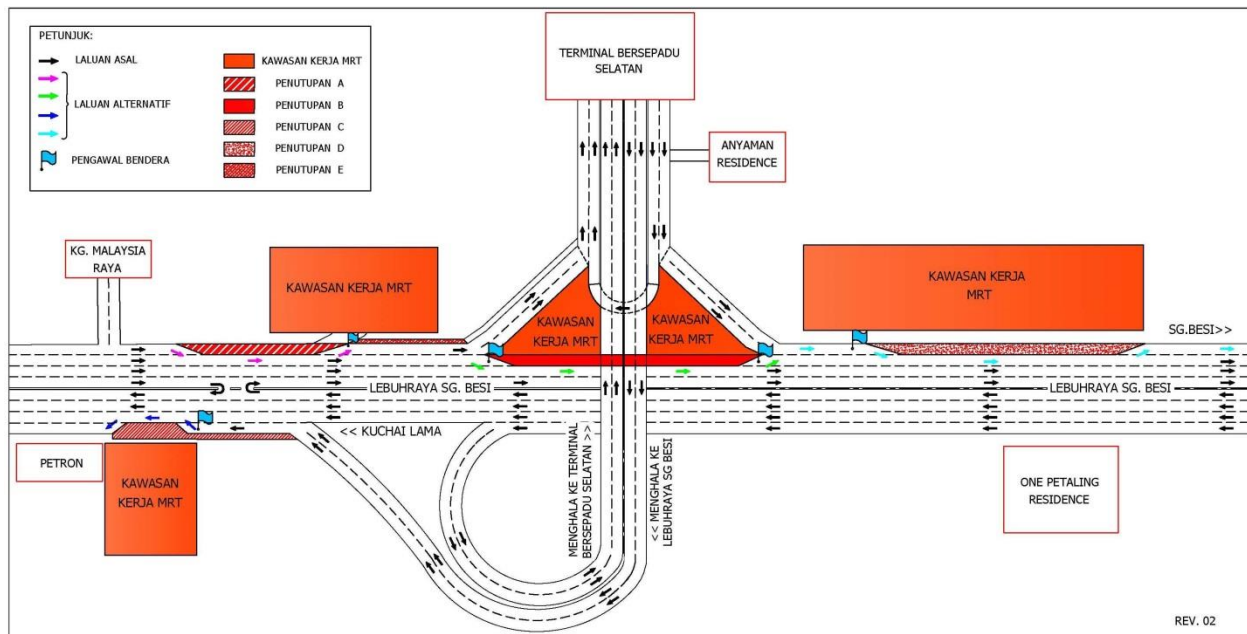 PETUNJUK:
LALUAN ASAL
LALUAN ALTERNATIF
PENGAWAL BENDERA
KAWASAN KERJA MRT
PENUTUPAN A
PENUTUPAN B
PENUTUPAN C
PENUTUPAN D
PENUTUPAN E
TERMINAL BERSEPADU
SELATAN
ANYAMAN
RESIDENCE
KG. MALAYSIA
RAYA
KAWASAN KERJA MRT
KAWASAN
KERJA MRT
KAWASAN
KERJA MRT
KAWASAN KERJA
MRT
SG.BESI>>
LEBUHRAYA SG. BESI
LEBUHRAYA SG. BESI
<< KUCHAI LAMA
MENGHALA KE TERMINAL
BERSEPADU SELATAN >>
<< MENGHALA KE
LEBUHRAYA SG BESI
PETRON
KAWASAN
KERJA MRT
ONE PETALING
RESIDENCE
REV. 02